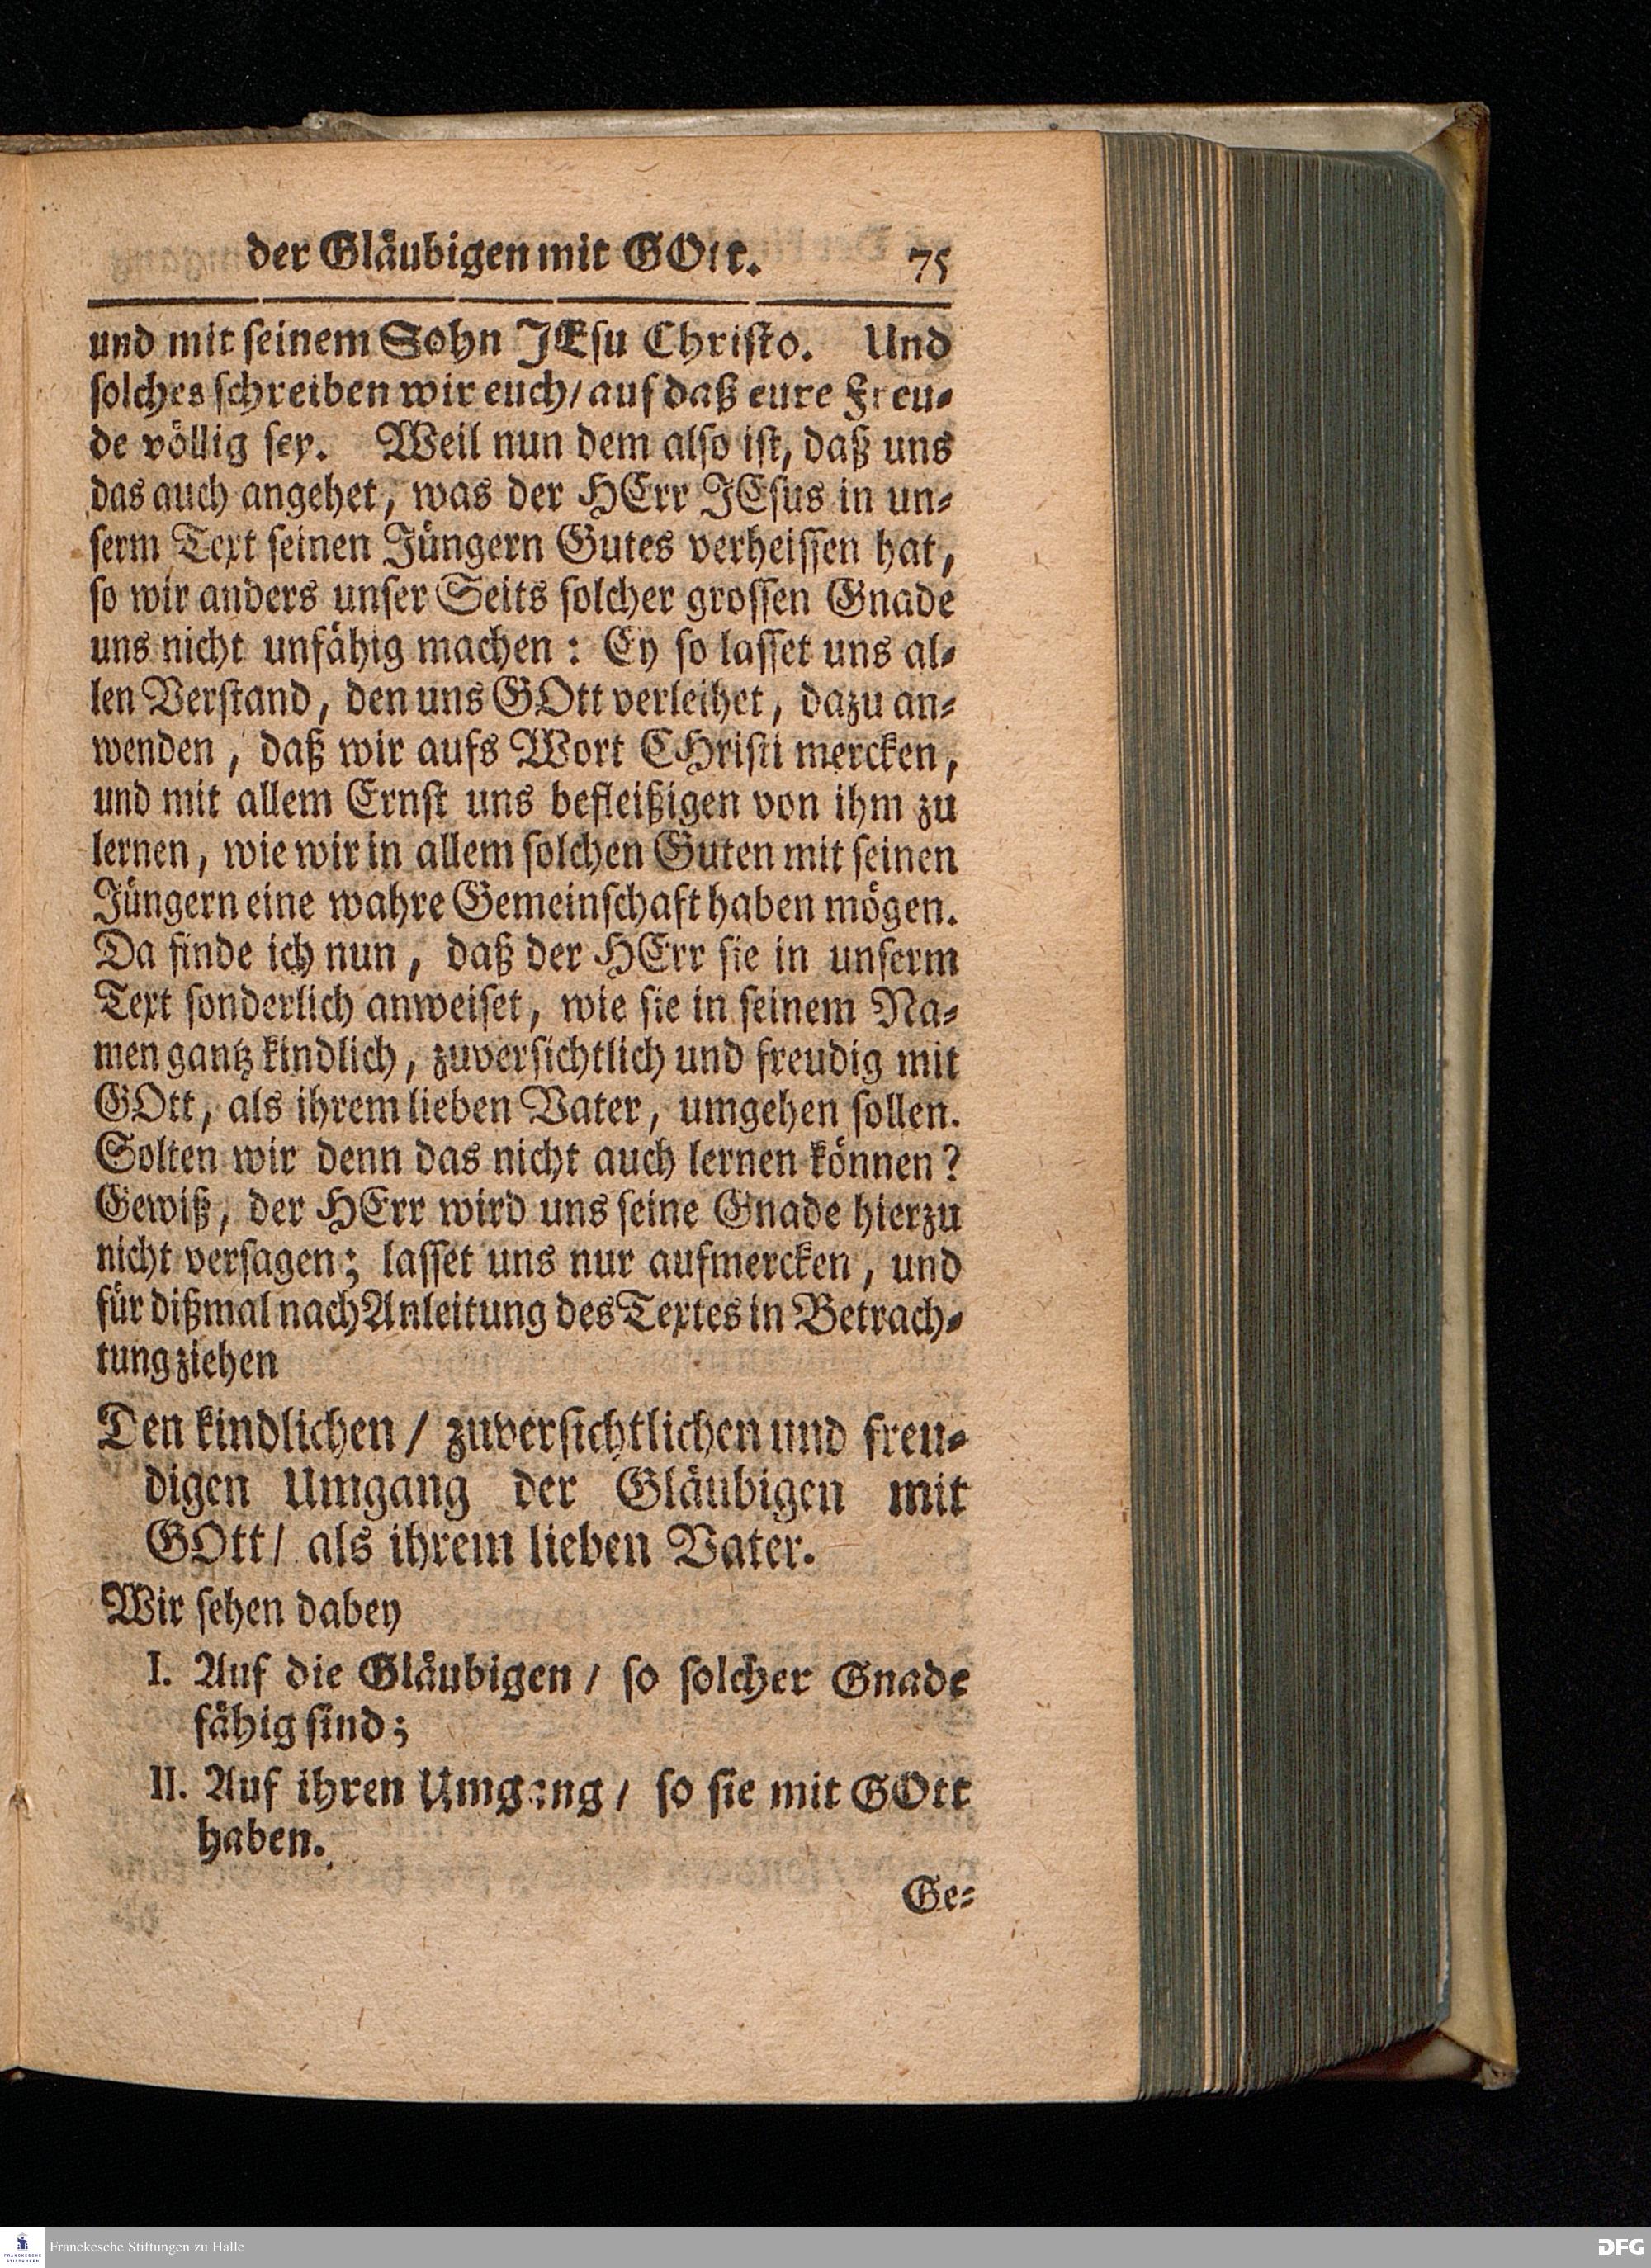 der Gläubigen mit GOtt. 75
und mit seinem Sohn JEsu Christo. Und
solches schreiben wir euch/ auf daß eure Freu-
de völlig sey. Weil nun dem also ist, daß uns
das auch angehet, was der HErr JEsus in un-
serm Text seinen Jüngern Gutes verheissen hat,
so wir anders unser Seits solcher grossen Gnade
uns nicht unfähig machen: Ey so lasset uns al-
len Verstand, den uns GOtt verleihet, dazu an-
wenden, daß wir aufs Wort CHristi mercken,
und mit allem Ernst uns befleißigen von ihm zu
lernen, wie wir in allem solchen Guten mit seinen
Jüngern eine wahre Gemeinschaft haben mögen.
Da finde ich nun, daß der HErr sie in unserm
Text sonderlich anweiset, wie sie in seinem Na-
men gantz kindlich, zuversichtlich und freudig mit
GOtt, als ihrem lieben Vater, umgehen sollen.
Solten wir denn das nicht auch lernen können?
Gewiß, der HErr wird uns seine Gnade hierzu
nicht versagen; lasset uns nur aufmercken, und
für dißmal nach Anleitung des Textes in Betrach-
tung ziehen
Den kindlichen / zuversichtlichen und freu-
digen Umgang der Gläubigen mit
GOtt/ als ihrem lieben Vater.
Wir sehen dabey
I. Auf die Gläubigen / so solcher Gnade
fähig sind;
II. Auf ihren Umgang / so sie mit GOtt
haben.
Ge-
FRANCKESCHE STIFTUNGEN
Franckesche Stiftungen zu Halle
DFG